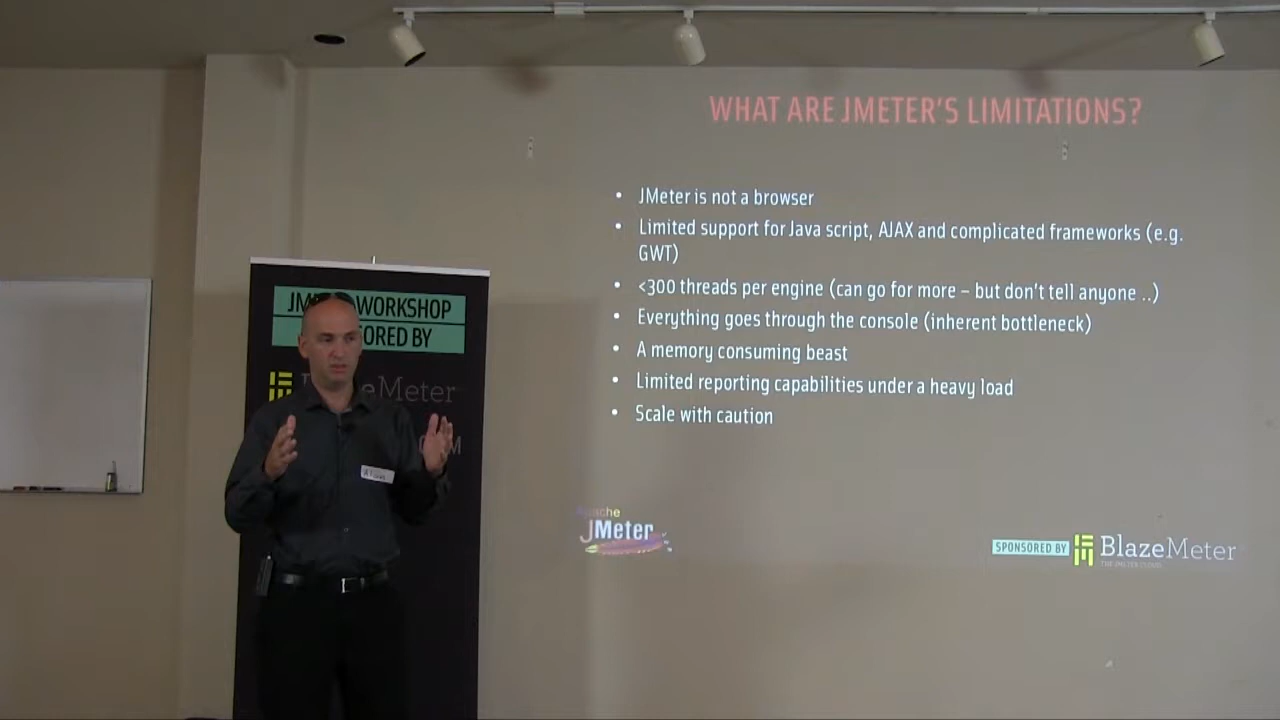 WHAT ARE JMETER'S LIMITATIONS?
• JMeter is not a browser
• Limited support for Java script, AJAX and complicated frameworks (e.g.
GWT)
• <300 threads per engine (can go for more – but don't tell anyone ..)
• Everything goes through the console (inherent bottleneck)
• A memory consuming beast
• Limited reporting capabilities under a heavy load
• Scale with caution
WORKSHOP
BY
Meter
Apache
JMeter
SPONSORED BY
BlazeMeter